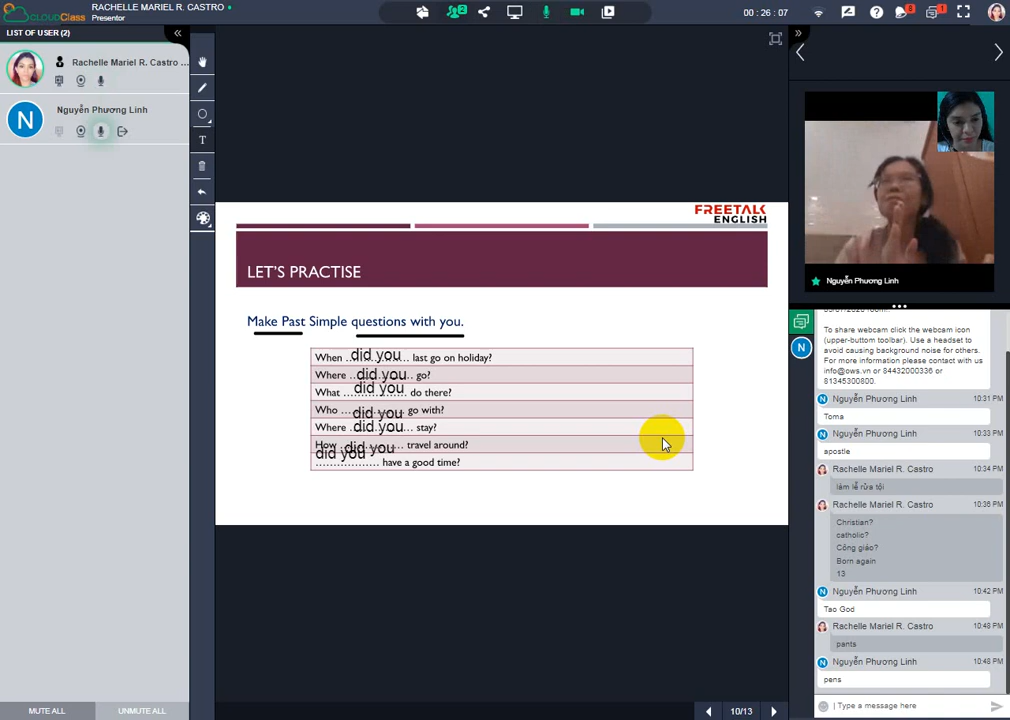 CLOUDClass
RACHELLE MARIEL R. CASTRO
Presentor
00 : 26 : 07
2
8
1
LIST OF USER (2)
Rachelle Mariel R. Castro ...
N
Nguyễn Phương Linh
T
FREETALK
ENGLISH
LET'S PRACTISE
Make Past Simple questions with you.
When ... did you ... last go on holiday?
Where ... did you ... go?
What ... did you ... do there?
Who ... did you ... go with?
Where ... did you ... stay?
How ... did you ... travel around?
did you ... have a good time?
Nguyễn Phương Linh
To share webcam click the webcam icon
(upper-buttom toolbar). Use a headset to
avoid causing background noise for others.
For more information please contact with us
info@ows.vn or 84432000336 or
81345300800.
N
N Nguyễn Phương Linh 10:31 PM
Toma
N Nguyễn Phương Linh 10:33 PM
apostle
Rachelle Mariel R. Castro 10:34 PM
làm lễ rửa tội
Rachelle Mariel R. Castro 10:36 PM
Christian?
catholic?
Công giáo?
Born again
13
N Nguyễn Phương Linh 10:42 PM
Tao God
Rachelle Mariel R. Castro 10:48 PM
pants
N Nguyễn Phương Linh 10:48 PM
pens
Type a message here
MUTE ALL
UNMUTE ALL
10/13